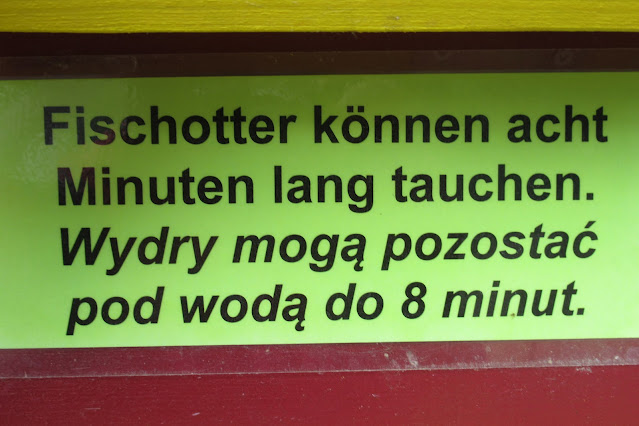 Fischotter können acht
Minuten lang tauchen.
Wydry mogą pozostać
pod wodą do 8 minut.